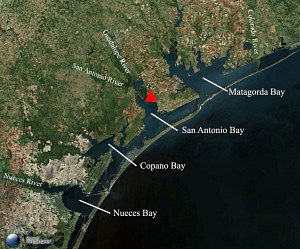 Colorado River
Guadalupe River
San Antonio River
Matagorda Bay
San Antonio Bay
Copano Bay
Nueces River
Nueces Bay